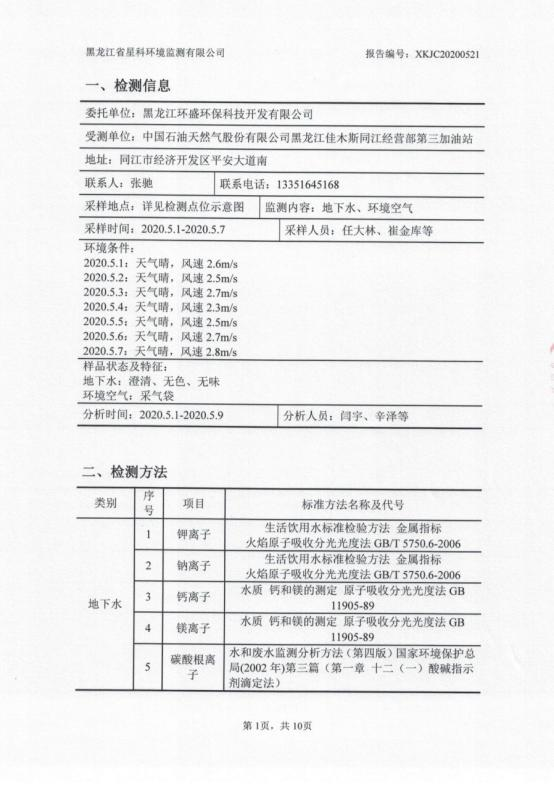 黑龙江省星科环境监测有限公司 报告编号：XKJC20200521
一、检测信息
委托单位：黑龙江环盛环保科技开发有限公司
受测单位：中国石油天然气股份有限公司黑龙江佳木斯同江经营部第三加油站
地址：同江市经济开发区平安大道南
联系人：张驰 联系电话：13351645168
采样地点：详见检测点位示意图 监测内容：地下水、环境空气
采样时间：2020.5.1-2020.5.7 采样人员：任大林、崔金库等
环境条件：
2020.5.1：天气晴，风速 2.6m/s
2020.5.2：天气晴，风速 2.5m/s
2020.5.3：天气晴，风速 2.7m/s
2020.5.4：天气晴，风速 2.3m/s
2020.5.5：天气晴，风速 2.5m/s
2020.5.6：天气晴，风速 2.7m/s
2020.5.7：天气晴，风速 2.8m/s
样品状态及特征：
地下水：澄清、无色、无味
环境空气：采气袋
分析时间：2020.5.1-2020.5.9 分析人员：闫宇、辛泽等
二、检测方法
类别 序号 项目 标准方法名称及代号
地下水
1 钾离子 生活饮用水标准检验方法 金属指标
火焰原子吸收分光光度法 GB/T 5750.6-2006
2 钠离子 生活饮用水标准检验方法 金属指标
火焰原子吸收分光光度法 GB/T 5750.6-2006
3 钙离子 水质 钙和镁的测定 原子吸收分光光度法 GB
11905-89
4 镁离子 水质 钙和镁的测定 原子吸收分光光度法 GB
11905-89
5 碳酸根离子 水和废水监测分析方法（第四版）国家环境保护总
局(2002 年)第三篇（第一章 十二（一）酸碱指示
剂滴定法）
第 1页，共 10页